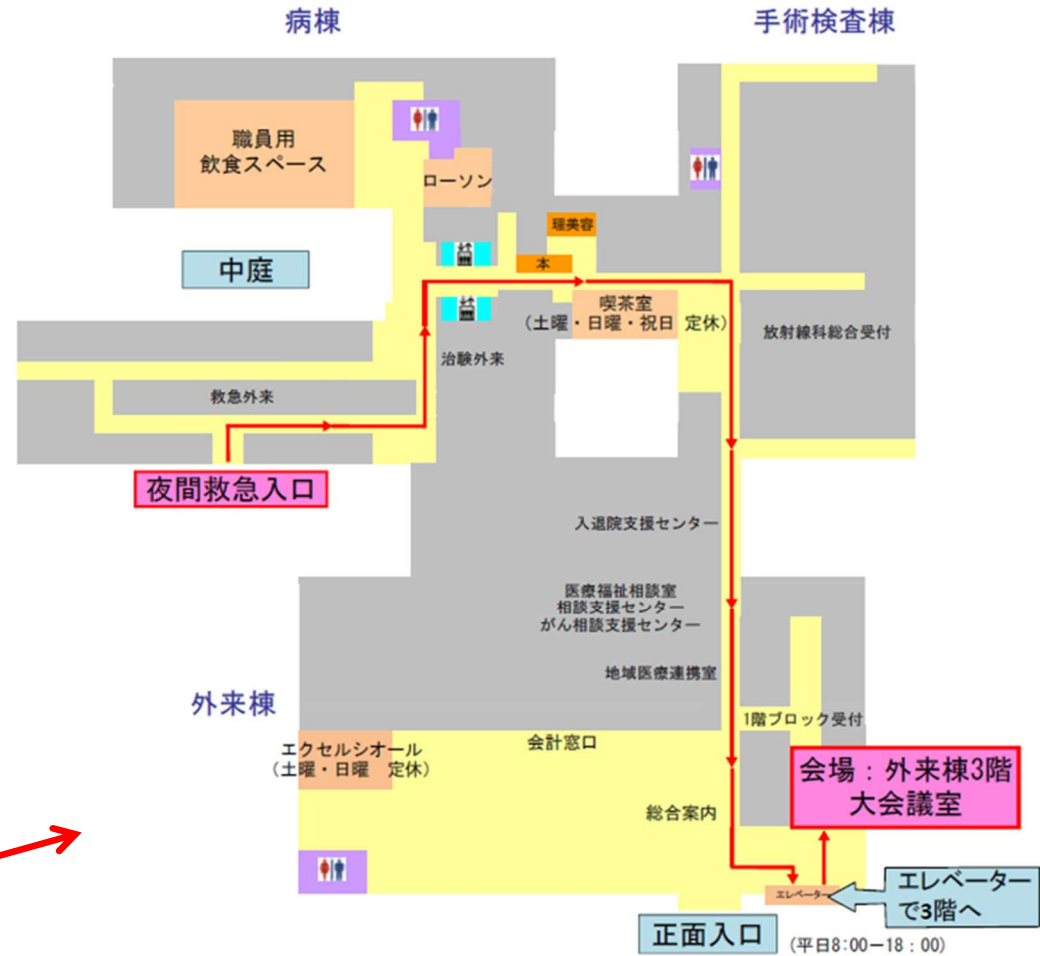 病棟
手術検査棟
職員用
飲食スペース
ローソン
理美容
中庭
本
喫茶室
(土曜・日曜・祝日 定休)
放射線科総合受付
治験外来
救急外来
夜間救急入口
入退院支援センター
医療福祉相談室
相談支援センター
がん相談支援センター
地域医療連携室
外来棟
1階ブロック受付
会計窓口
エクセルシオール
(土曜・日曜 定休)
会場：外来棟3階
大会議室
総合案内
エレベーター
エレベーター
で3階へ
正面入口
(平日8:00－18：00)